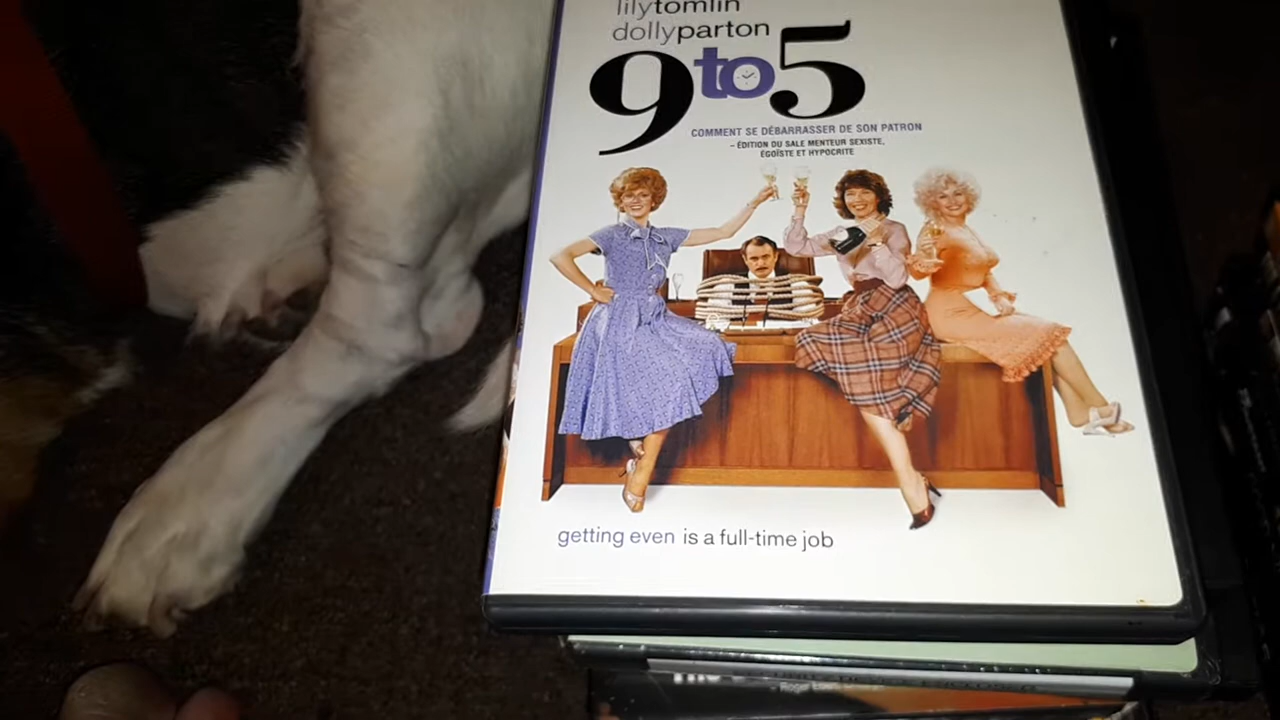 lilytomlin
dollyparton
9to5
COMMENT SE DÉBARRASSER DE SON PATRON
– ÉDITION DU SALE MENTEUR SEXISTE,
ÉGOÏSTE ET HYPOCRITE
getting even is a full-time job